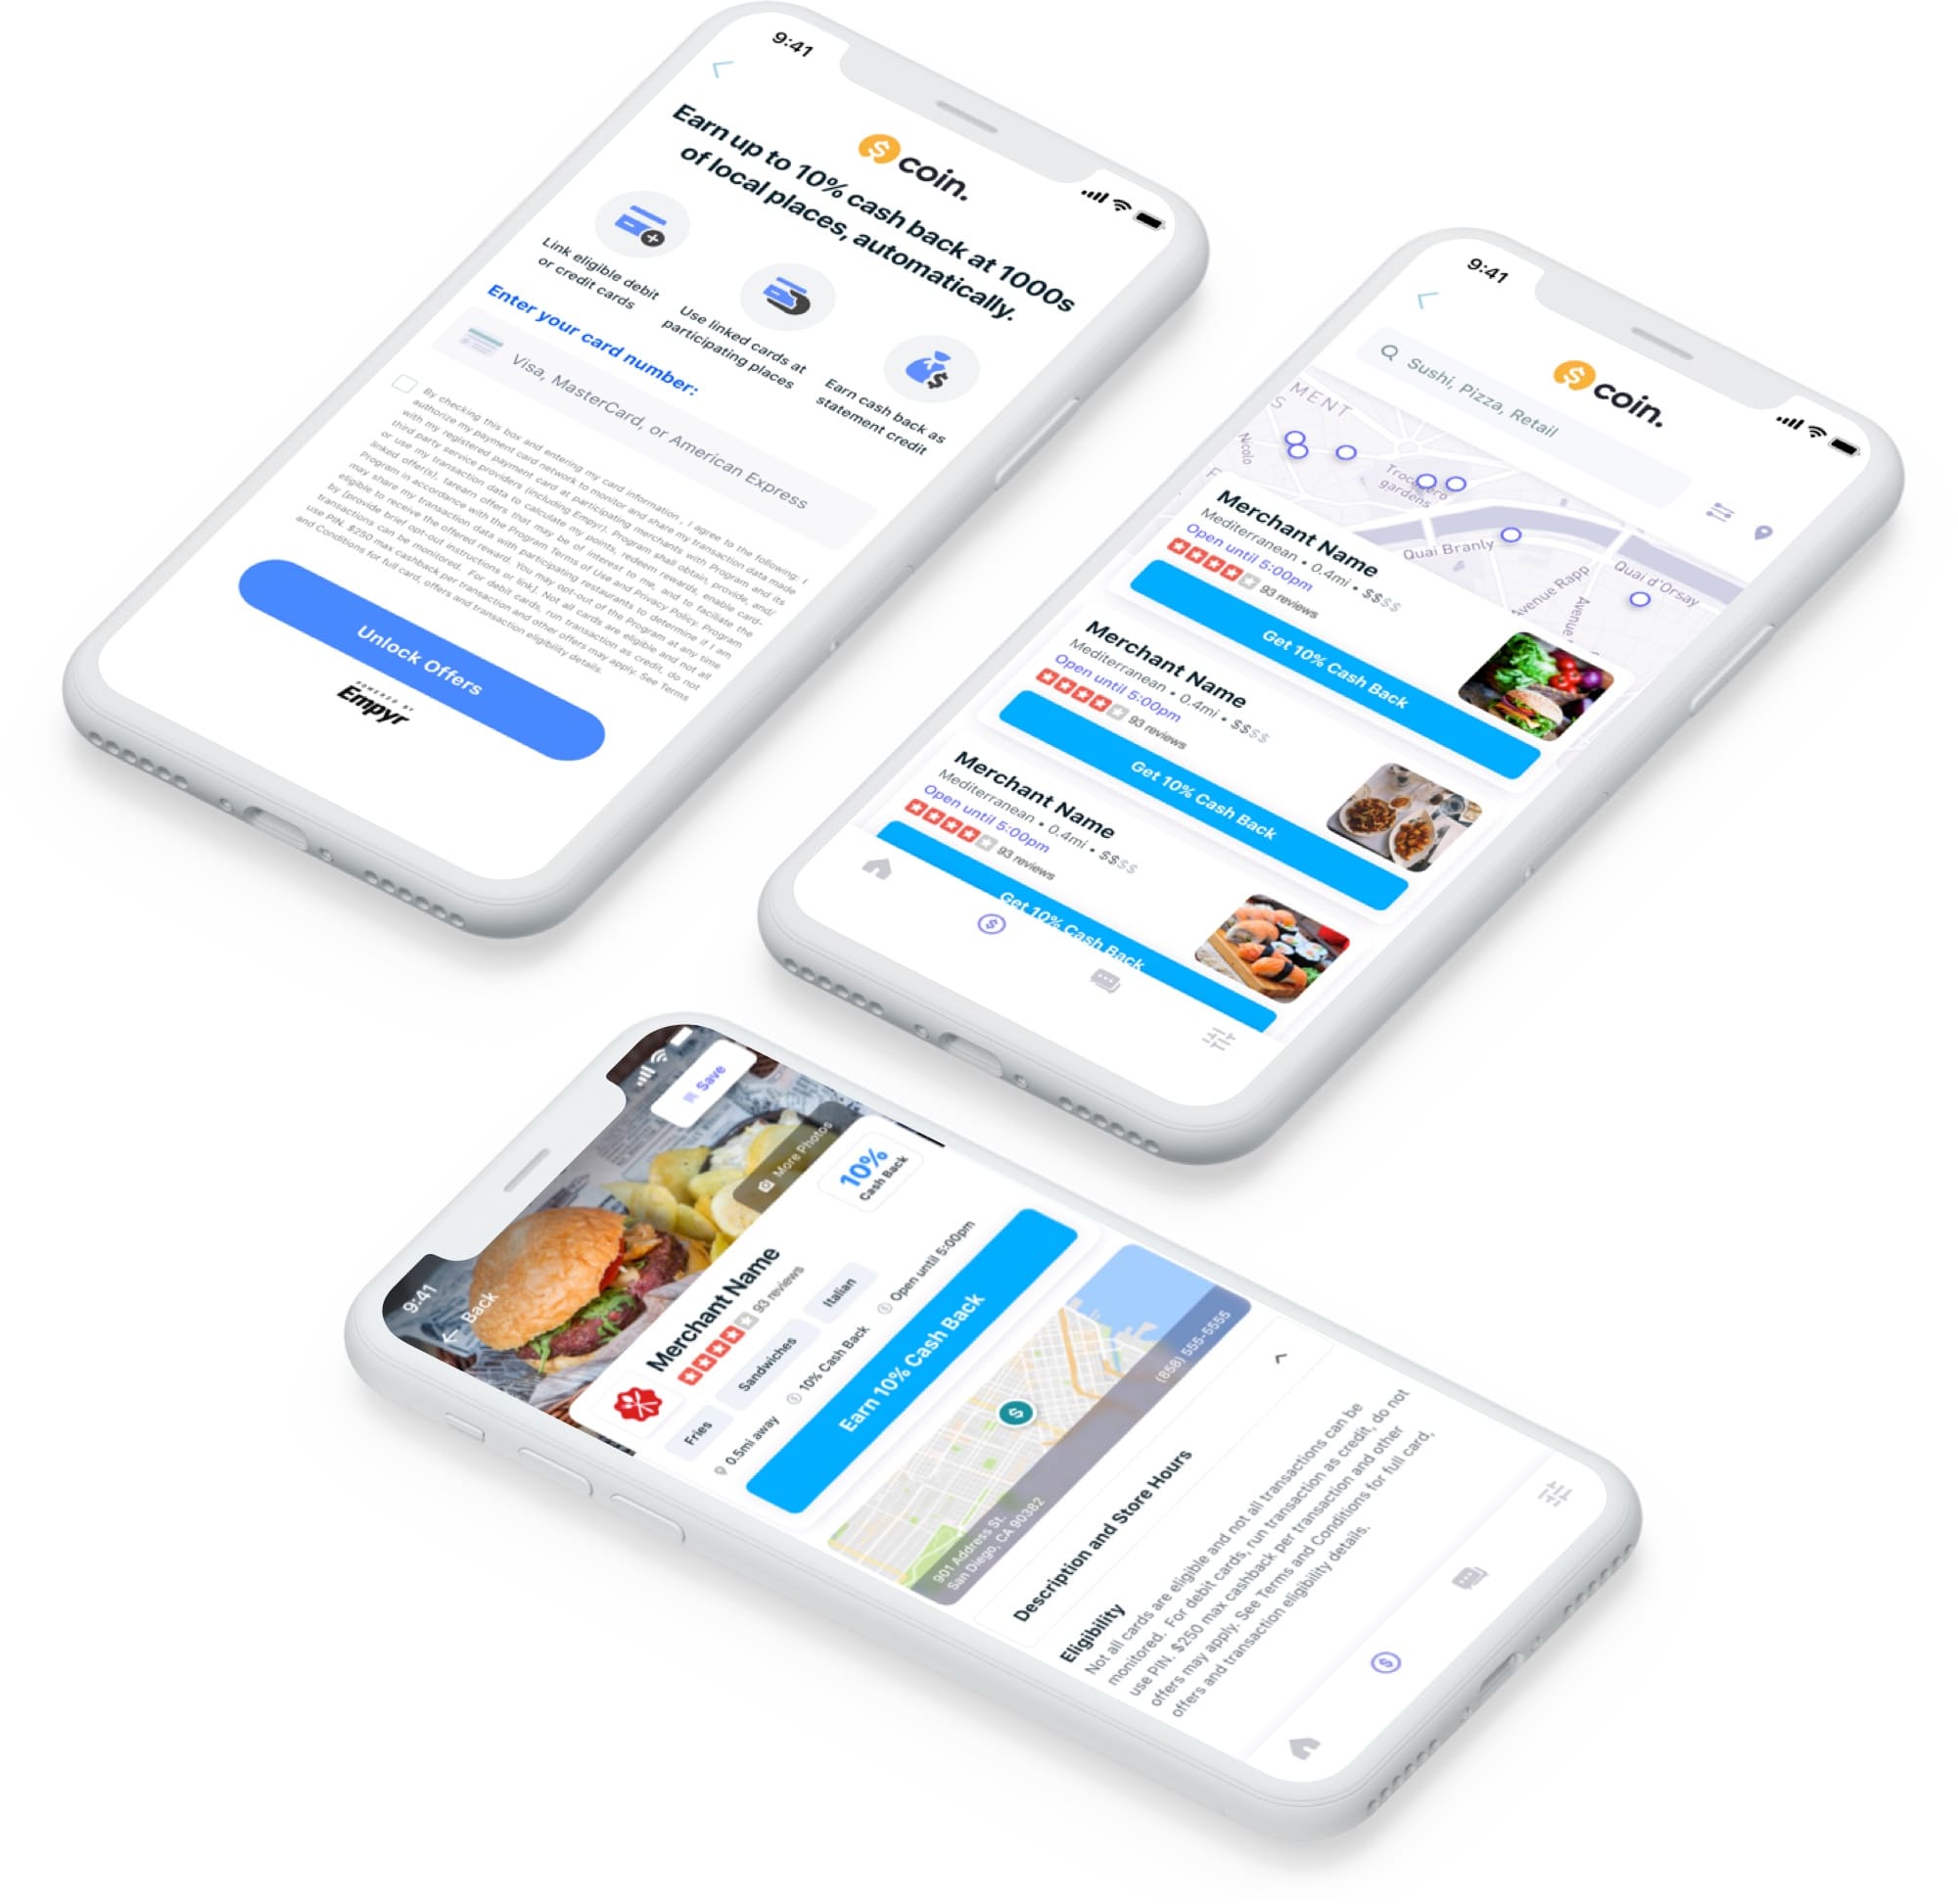 9:41
coin.
Earn up to 10% cash back at 1000s
of local places, automatically.
Link eligible debit
or credit cards
Use linked cards at
participating places
Earn cash back as
statement credit
Enter your card number:
Visa, MasterCard, or American Express
By checking this box and entering my card information , I agree to the following: I
authorize my payment card network to monitor and share my transaction data made
with my registered payment card at participating merchants with Program and its
third party service providers (including Empyr). Program shall obtain, provide, and/
or use my transaction data to calculate my points, redeem rewards, enable card-
linked offer(s), tarearn offers that may be of interest to me, and to facilitate the
Program in accordance with the Program Terms of Use and Privacy Policy. Program
may share my transaction data with participating restaurants to determine if I am
eligible to receive the offered reward. You may opt-out of the Program at any time
by [provide brief opt-out instructions or link]. Not all cards are eligible and not all
transactions can be monitored. For debit cards, run transaction as credit, do not
use PIN. $250 max cashback per transaction and other offers may apply. See Terms
and Conditions for full card, offers and transaction eligibility details.
Unlock Offers
POWERED BY
Empyr
9:41
coin.
Sushi, Pizza, Retail
MENT
S
Nicolo
F
gardens
Quai Branly
Avenue Rapp
Avenue
Quai d'Orsay
Merchant Name
Mediterranean • 0.4mi • $$$$
Open until 5:00pm
93 reviews
Get 10% Cash Back
Merchant Name
Mediterranean • 0.4mi • $$$$
Open until 5:00pm
93 reviews
Get 10% Cash Back
Merchant Name
Mediterranean • 0.4mi • $$$$
Open until 5:00pm
93 reviews
Get 10% Cash Back
9:41
Back
Save
More Photos
Merchant Name
93 reviews
10%
Cash Back
Fries
Sandwiches
Italian
0.5mi away
10% Cash Back
Open until 5:00pm
Earn 10% Cash Back
901 Address St.
San Diego, CA 90382
(858) 555-5555
Description and Store Hours
Eligibility
Not all cards are eligible and not all transactions can be
monitored. For debit cards, run transaction as credit, do not
use PIN. $250 max cashback per transaction and other
offers may apply. See Terms and Conditions for full card,
offers and transaction eligibility details.